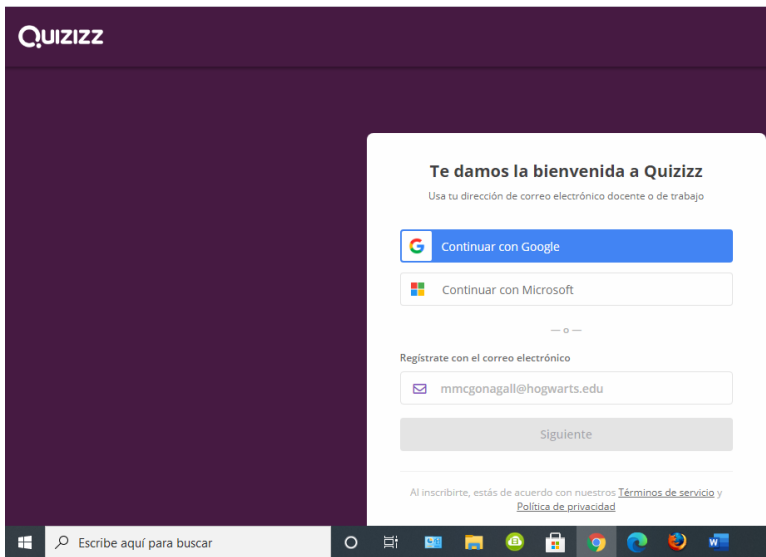 Quizizz
Te damos la bienvenida a Quizizz
Usa tu dirección de correo electrónico docente o de trabajo
Continuar con Google
Continuar con Microsoft
— o —
Regístrate con el correo electrónico
mmcgonagall@hogwarts.edu
Siguiente
Al inscribirte, estás de acuerdo con nuestros Términos de servicio y
Política de privacidad
Escribe aquí para buscar